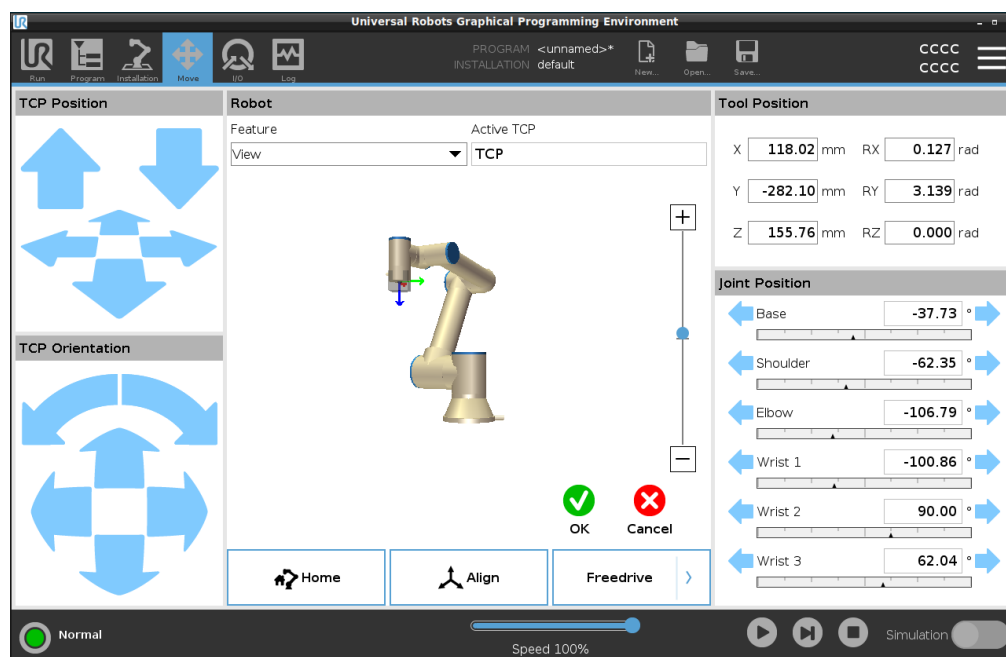 UR
Universal Robots Graphical Programming Environment
UR
Run
Program
Installation
Move
I/O
Log
PROGRAM <unnamed>*
INSTALLATION default
New...
Open...
Save...
CCCC
CCCC
TCP Position
TCP Orientation
Robot
Feature
Active TCP
View
TCP
+
−
OK
Cancel
Home
Align
Freedrive
Tool Position
X 118.02 mm RX 0.127 rad
Y -282.10 mm RY 3.139 rad
Z 155.76 mm RZ 0.000 rad
Joint Position
Base -37.73 °
Shoulder -62.35 °
Elbow -106.79 °
Wrist 1 -100.86 °
Wrist 2 90.00 °
Wrist 3 62.04 °
Normal
Speed 100%
Simulation